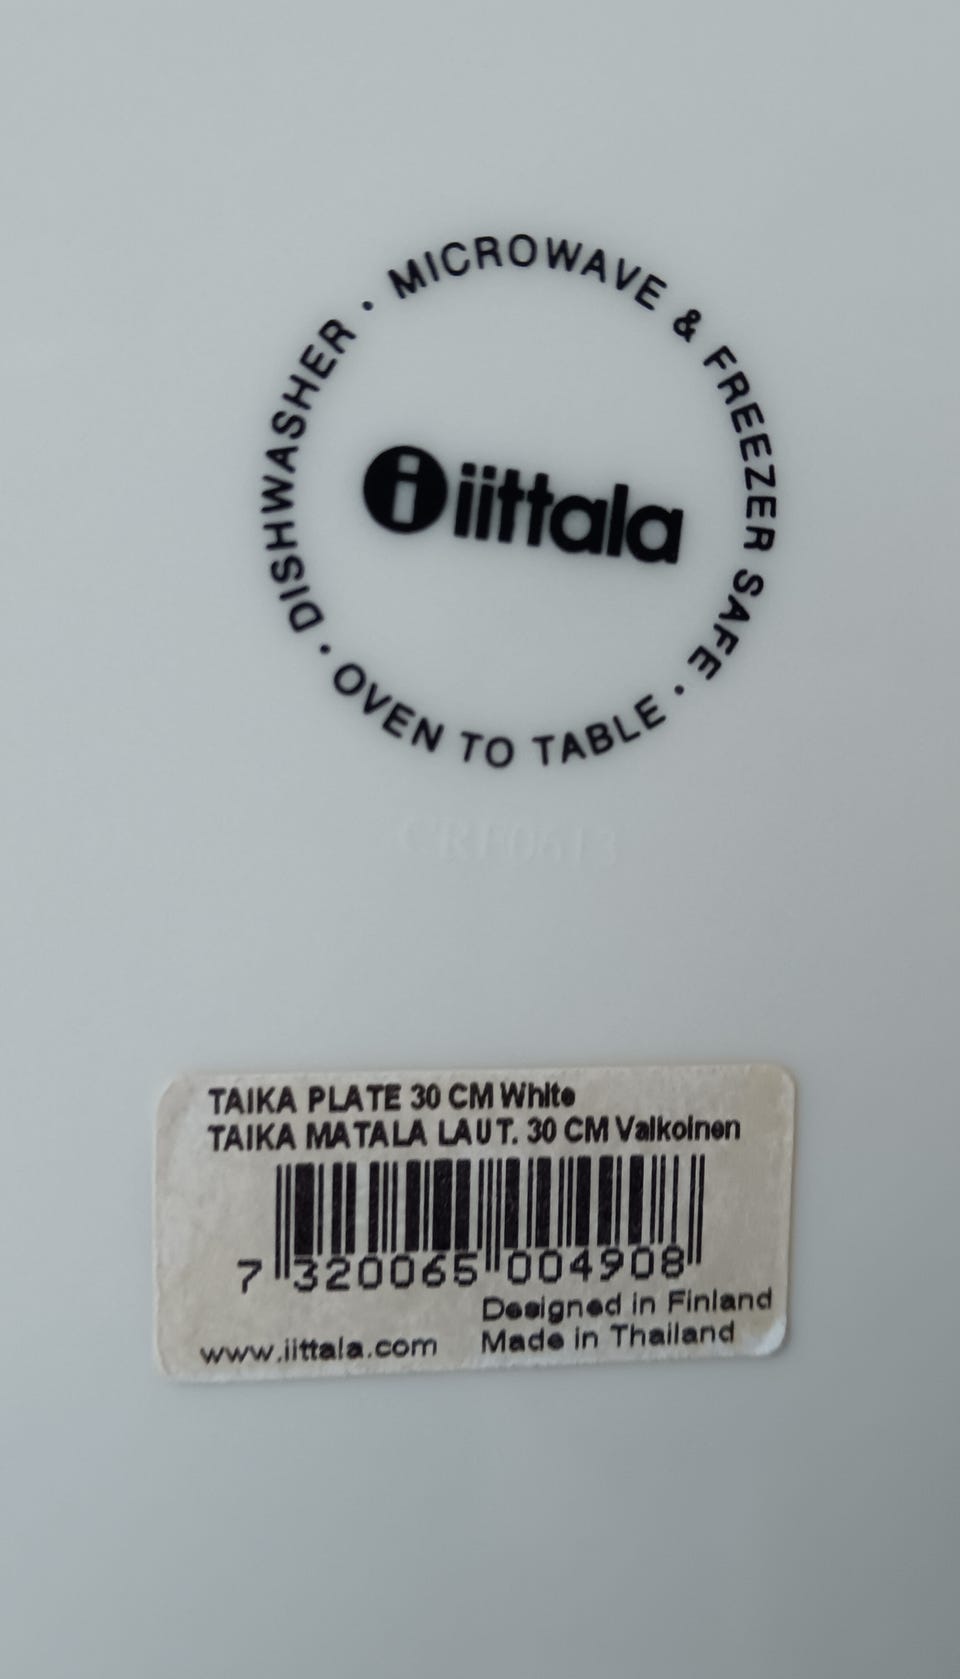 DISHWASHER · MICROWAVE & FREEZER SAFE · OVEN TO TABLE ·
i iittala
CRF0613
TAIKA PLATE 30 CM White
TAIKA MATALA LAUT. 30 CM Valkoinen
7 320065 004908
Designed in Finland
www.iittala.com Made in Thailand